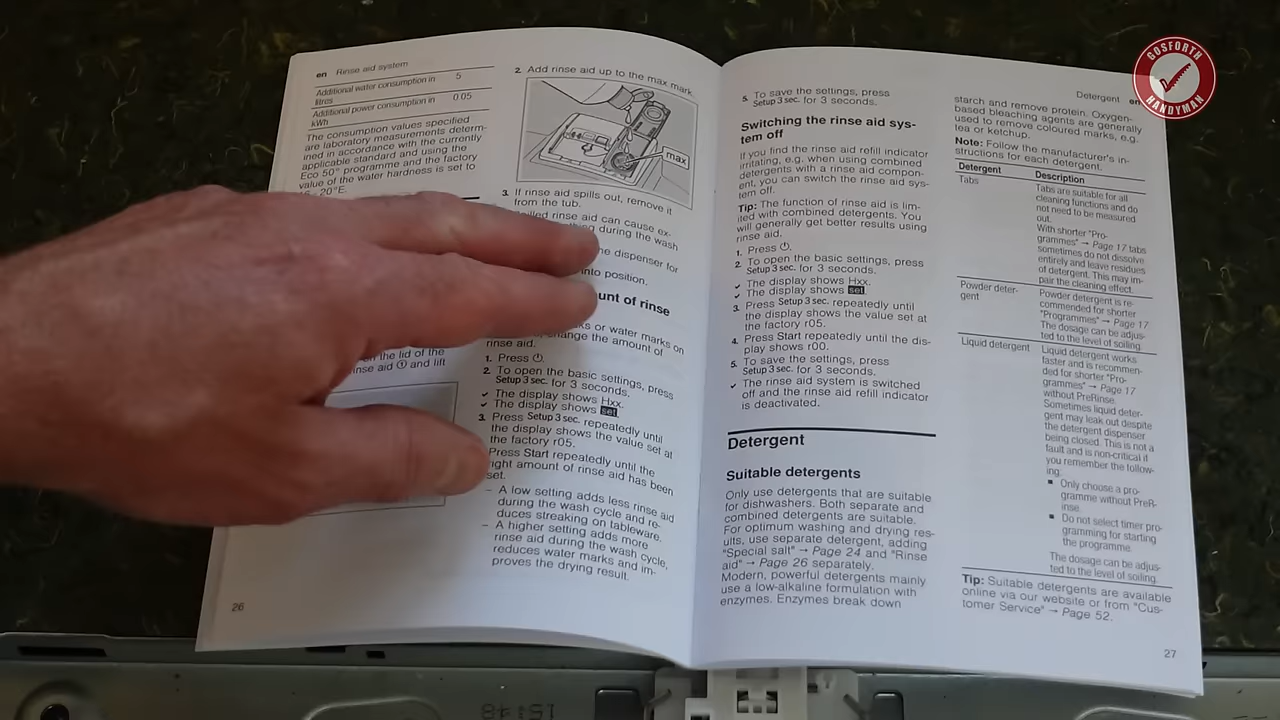 en Rinse aid system
Additional water consumption in
litres
5
Additional power consumption in
kWh
0.05
The consumption values specified
are laboratory measurements determ-
ined in accordance with the currently
applicable standard and using the
Eco 50° programme and the factory
value of the water hardness is set to
20°E.
the lid of the
rinse aid ① and lift
26
2. Add rinse aid up to the max mark.
max
3. If rinse aid spills out, remove it
from the tub.
rinse aid can cause ex-
during the wash
dispenser for
into position.
of rinse
or water marks on
change the amount of
rinse aid.
1. Press ⏻.
2. To open the basic settings, press
Setup 3 sec. for 3 seconds.
✓ The display shows Hxx.
✓ The display shows set.
3. Press Setup 3 sec. repeatedly until
the display shows the value set at
the factory r05.
Press Start repeatedly until the
right amount of rinse aid has been
set.
– A low setting adds less rinse aid
during the wash cycle and re-
duces streaking on tableware.
– A higher setting adds more
rinse aid during the wash cycle,
reduces water marks and im-
proves the drying result.
5. To save the settings, press
Setup 3 sec. for 3 seconds.
Switching the rinse aid sys-
tem off
If you find the rinse aid refill indicator
irritating, e.g. when using combined
detergents with a rinse aid compon-
ent, you can switch the rinse aid sys-
tem off.
Tip: The function of rinse aid is lim-
ited with combined detergents. You
will generally get better results using
rinse aid.
1. Press ⏻.
2. To open the basic settings, press
Setup 3 sec. for 3 seconds.
✓ The display shows Hxx.
✓ The display shows set.
3. Press Setup 3 sec. repeatedly until
the display shows the value set at
the factory r05.
4. Press Start repeatedly until the dis-
play shows r00.
5. To save the settings, press
Setup 3 sec. for 3 seconds.
✓ The rinse aid system is switched
off and the rinse aid refill indicator
is deactivated.
Detergent
Suitable detergents
Only use detergents that are suitable
for dishwashers. Both separate and
combined detergents are suitable.
For optimum washing and drying res-
ults, use separate detergent, adding
"Special salt" → Page 24 and "Rinse
aid" → Page 26 separately.
Modern, powerful detergents mainly
use a low-alkaline formulation with
enzymes. Enzymes break down
Detergent en
starch and remove protein. Oxygen-
based bleaching agents are generally
used to remove coloured marks, e.g.
tea or ketchup.
Note: Follow the manufacturer's in-
structions for each detergent.
Detergent Description
Tabs
Tabs are suitable for all
cleaning functions and do
not need to be measured
out.
With shorter "Pro-
grammes" → Page 17 tabs
sometimes do not dissolve
entirely and leave residues
of detergent. This may im-
pair the cleaning effect.
Powder deter-
gent
Powder detergent is re-
commended for shorter
"Programmes" → Page 17.
The dosage can be adjus-
ted to the level of soiling.
Liquid detergent
Liquid detergent works
faster and is recommen-
ded for shorter "Pro-
grammes" → Page 17
without PreRinse.
Sometimes liquid deter-
gent may leak out despite
the detergent dispenser
being closed. This is not a
fault and is non-critical if
you remember the follow-
ing:
▪ Only choose a pro-
gramme without PreR-
inse.
▪ Do not select timer pro-
gramming for starting
the programme.
The dosage can be adjus-
ted to the level of soiling.
Tip: Suitable detergents are available
online via our website or from "Cus-
tomer Service" → Page 52.
27
GOSFORTH
HANDYMAN